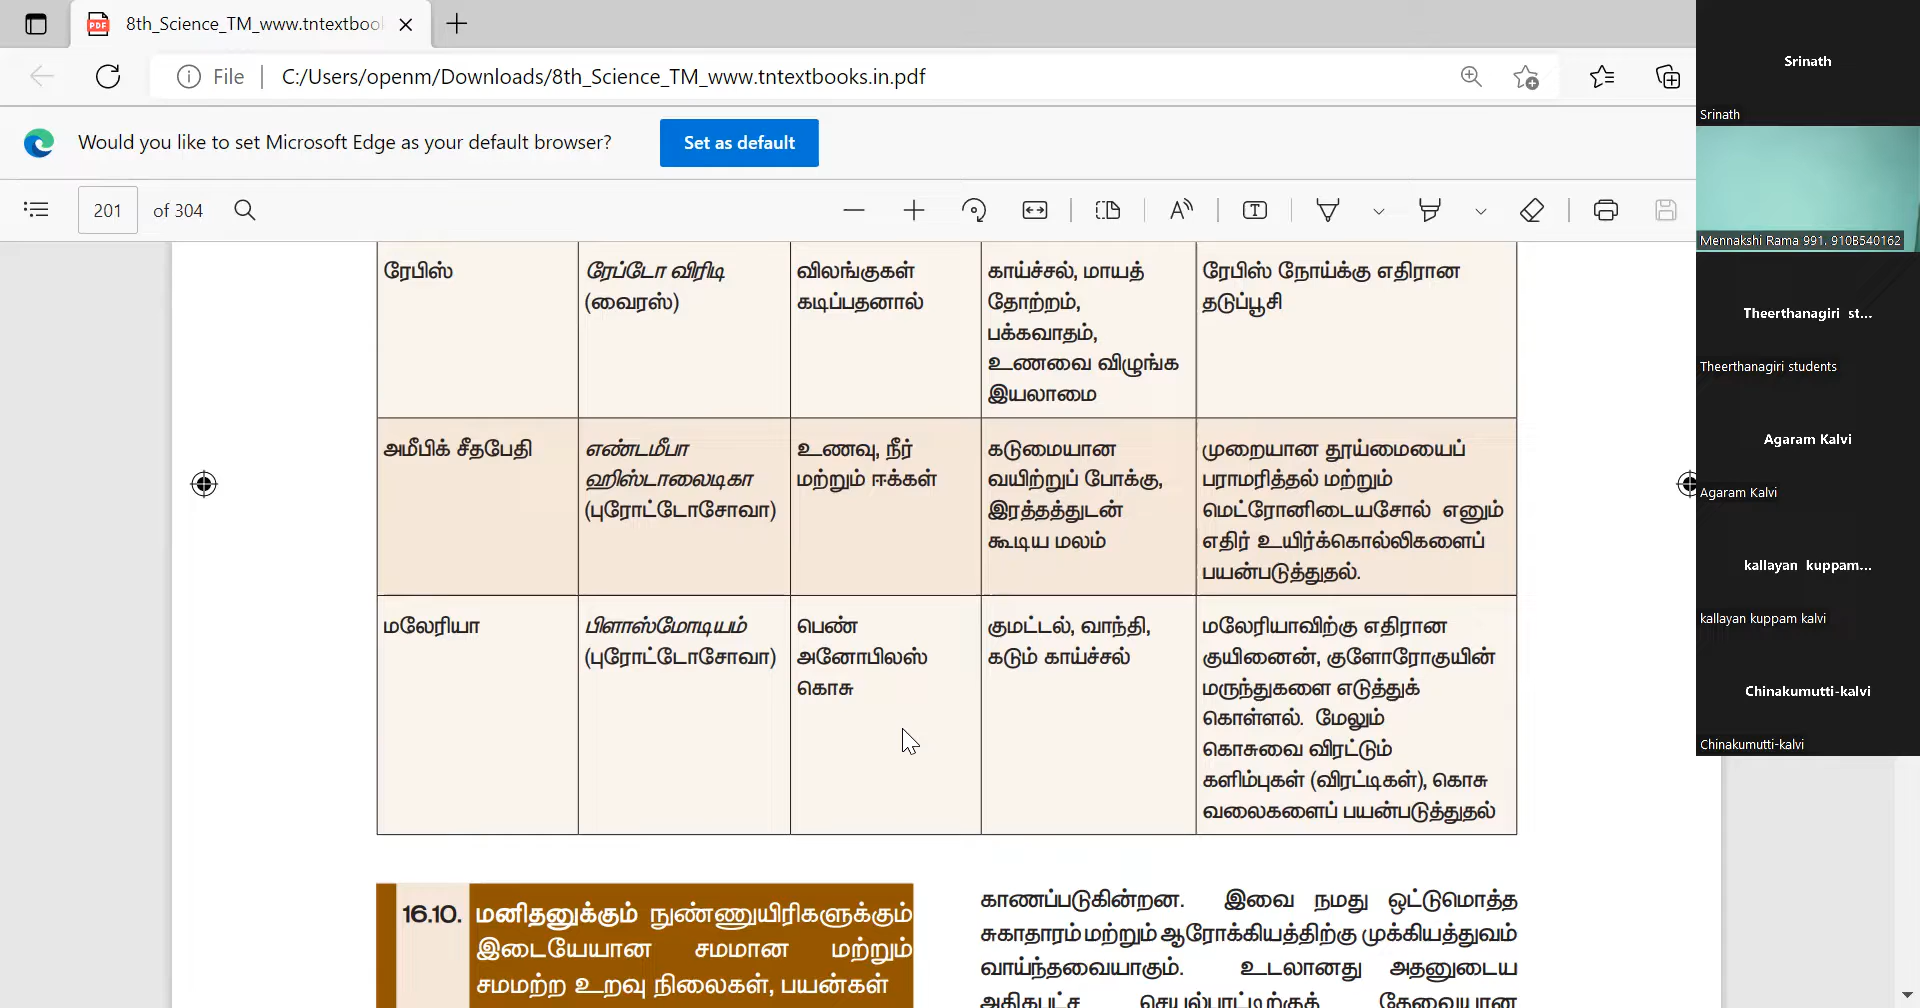 8th_Science_TM_www.tntextboo
File
C:/Users/openm/Downloads/8th_Science_TM_www.tntextbooks.in.pdf
Would you like to set Microsoft Edge as your default browser?
Set as default
201
of 304
ரேபிஸ்
ரேப்டோ விரிடி
(வைரஸ்)
விலங்குகள்
கடிப்பதனால்
காய்ச்சல், மாயத்
தோற்றம்,
பக்கவாதம்,
உணவை விழுங்க
இயலாமை
ரேபிஸ் நோய்க்கு எதிரான
தடுப்பூசி
அமீபிக் சீதபேதி
எண்டமீபா
ஹிஸ்டாலைடிகா
(புரோட்டோசோவா)
உணவு, நீர்
மற்றும் ஈக்கள்
கடுமையான
வயிற்றுப் போக்கு,
இரத்தத்துடன்
கூடிய மலம்
முறையான தூய்மையைப்
பராமரித்தல் மற்றும்
மெட்ரோனிடையசோல் எனும்
எதிர் உயிர்க்கொல்லிகளைப்
பயன்படுத்துதல்.
மலேரியா
பிளாஸ்மோடியம்
(புரோட்டோசோவா)
பெண்
அனோபிலஸ்
கொசு
குமட்டல், வாந்தி,
கடும் காய்ச்சல்
மலேரியாவிற்கு எதிரான
குயினைன், குளோரோகுயின்
மருந்துகளை எடுத்துக்
கொள்ளல். மேலும்
கொசுவை விரட்டும்
களிம்புகள் (விரட்டிகள்), கொசு
வலைகளைப் பயன்படுத்துதல்
16.10. மனிதனுக்கும் நுண்ணுயிரிகளுக்கும்
இடையேயான சமமான மற்றும்
சமமற்ற உறவு நிலைகள், பயன்கள்
காணப்படுகின்றன. இவை நமது ஒட்டுமொத்த
சுகாதாரம் மற்றும் ஆரோக்கியத்திற்கு முக்கியத்துவம்
வாய்ந்தவையாகும். உடலானது அதனுடைய
அதிகபட்ச செயல்பாட்டிற்குத் தேவையான
Srinath
Srinath
Mennakshi Rama 991. 910B540162
Theerthanagiri st...
Theerthanagiri students
Agaram Kalvi
Agaram Kalvi
kallayan kuppam...
kallayan kuppam kalvi
Chinakumutti-kalvi
Chinakumutti-kalvi